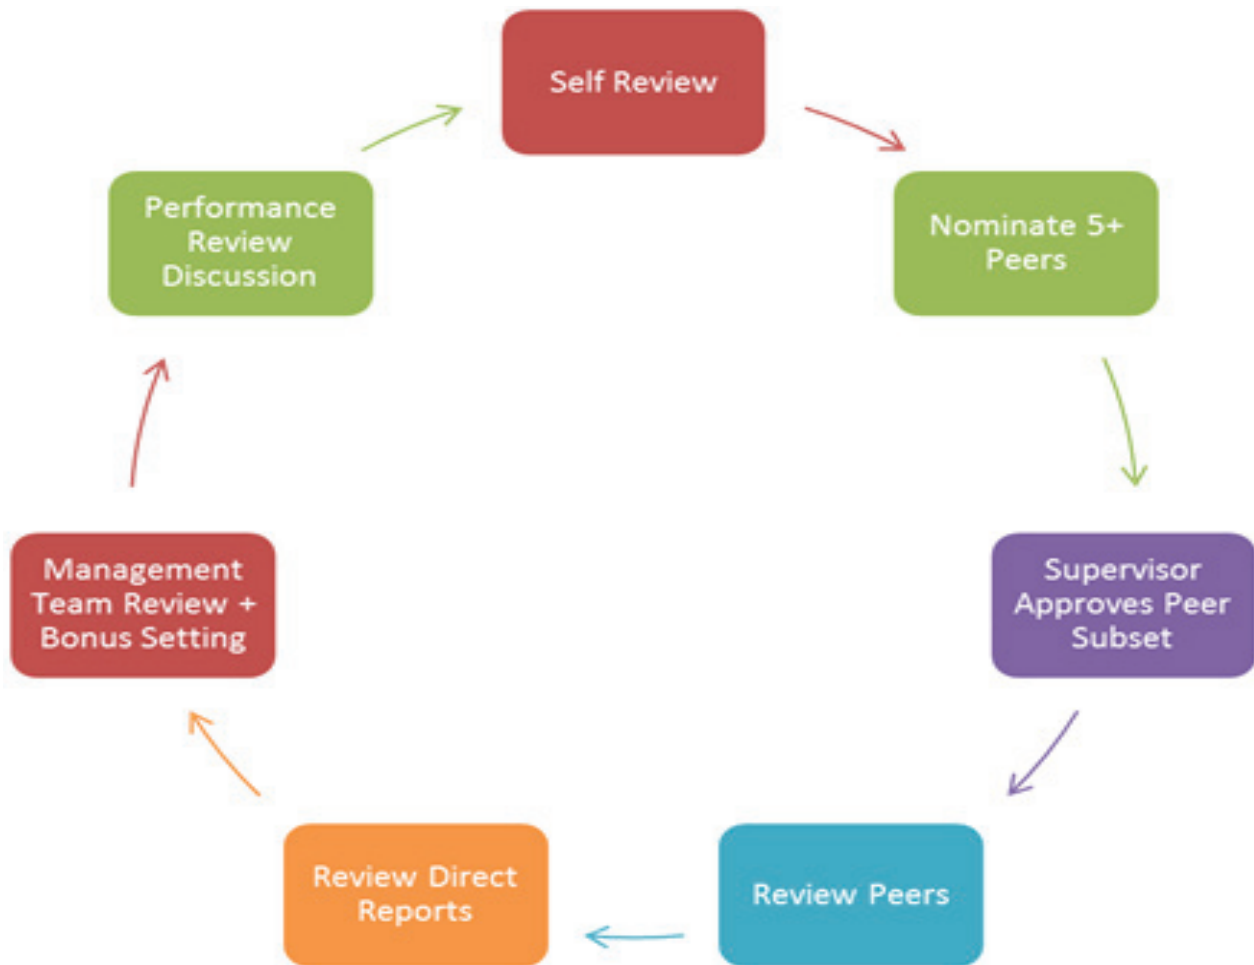 Self Review
Nominate 5+
Peers
Supervisor
Approves Peer
Subset
Review Peers
Review Direct
Reports
Management
Team Review +
Bonus Setting
Performance
Review
Discussion